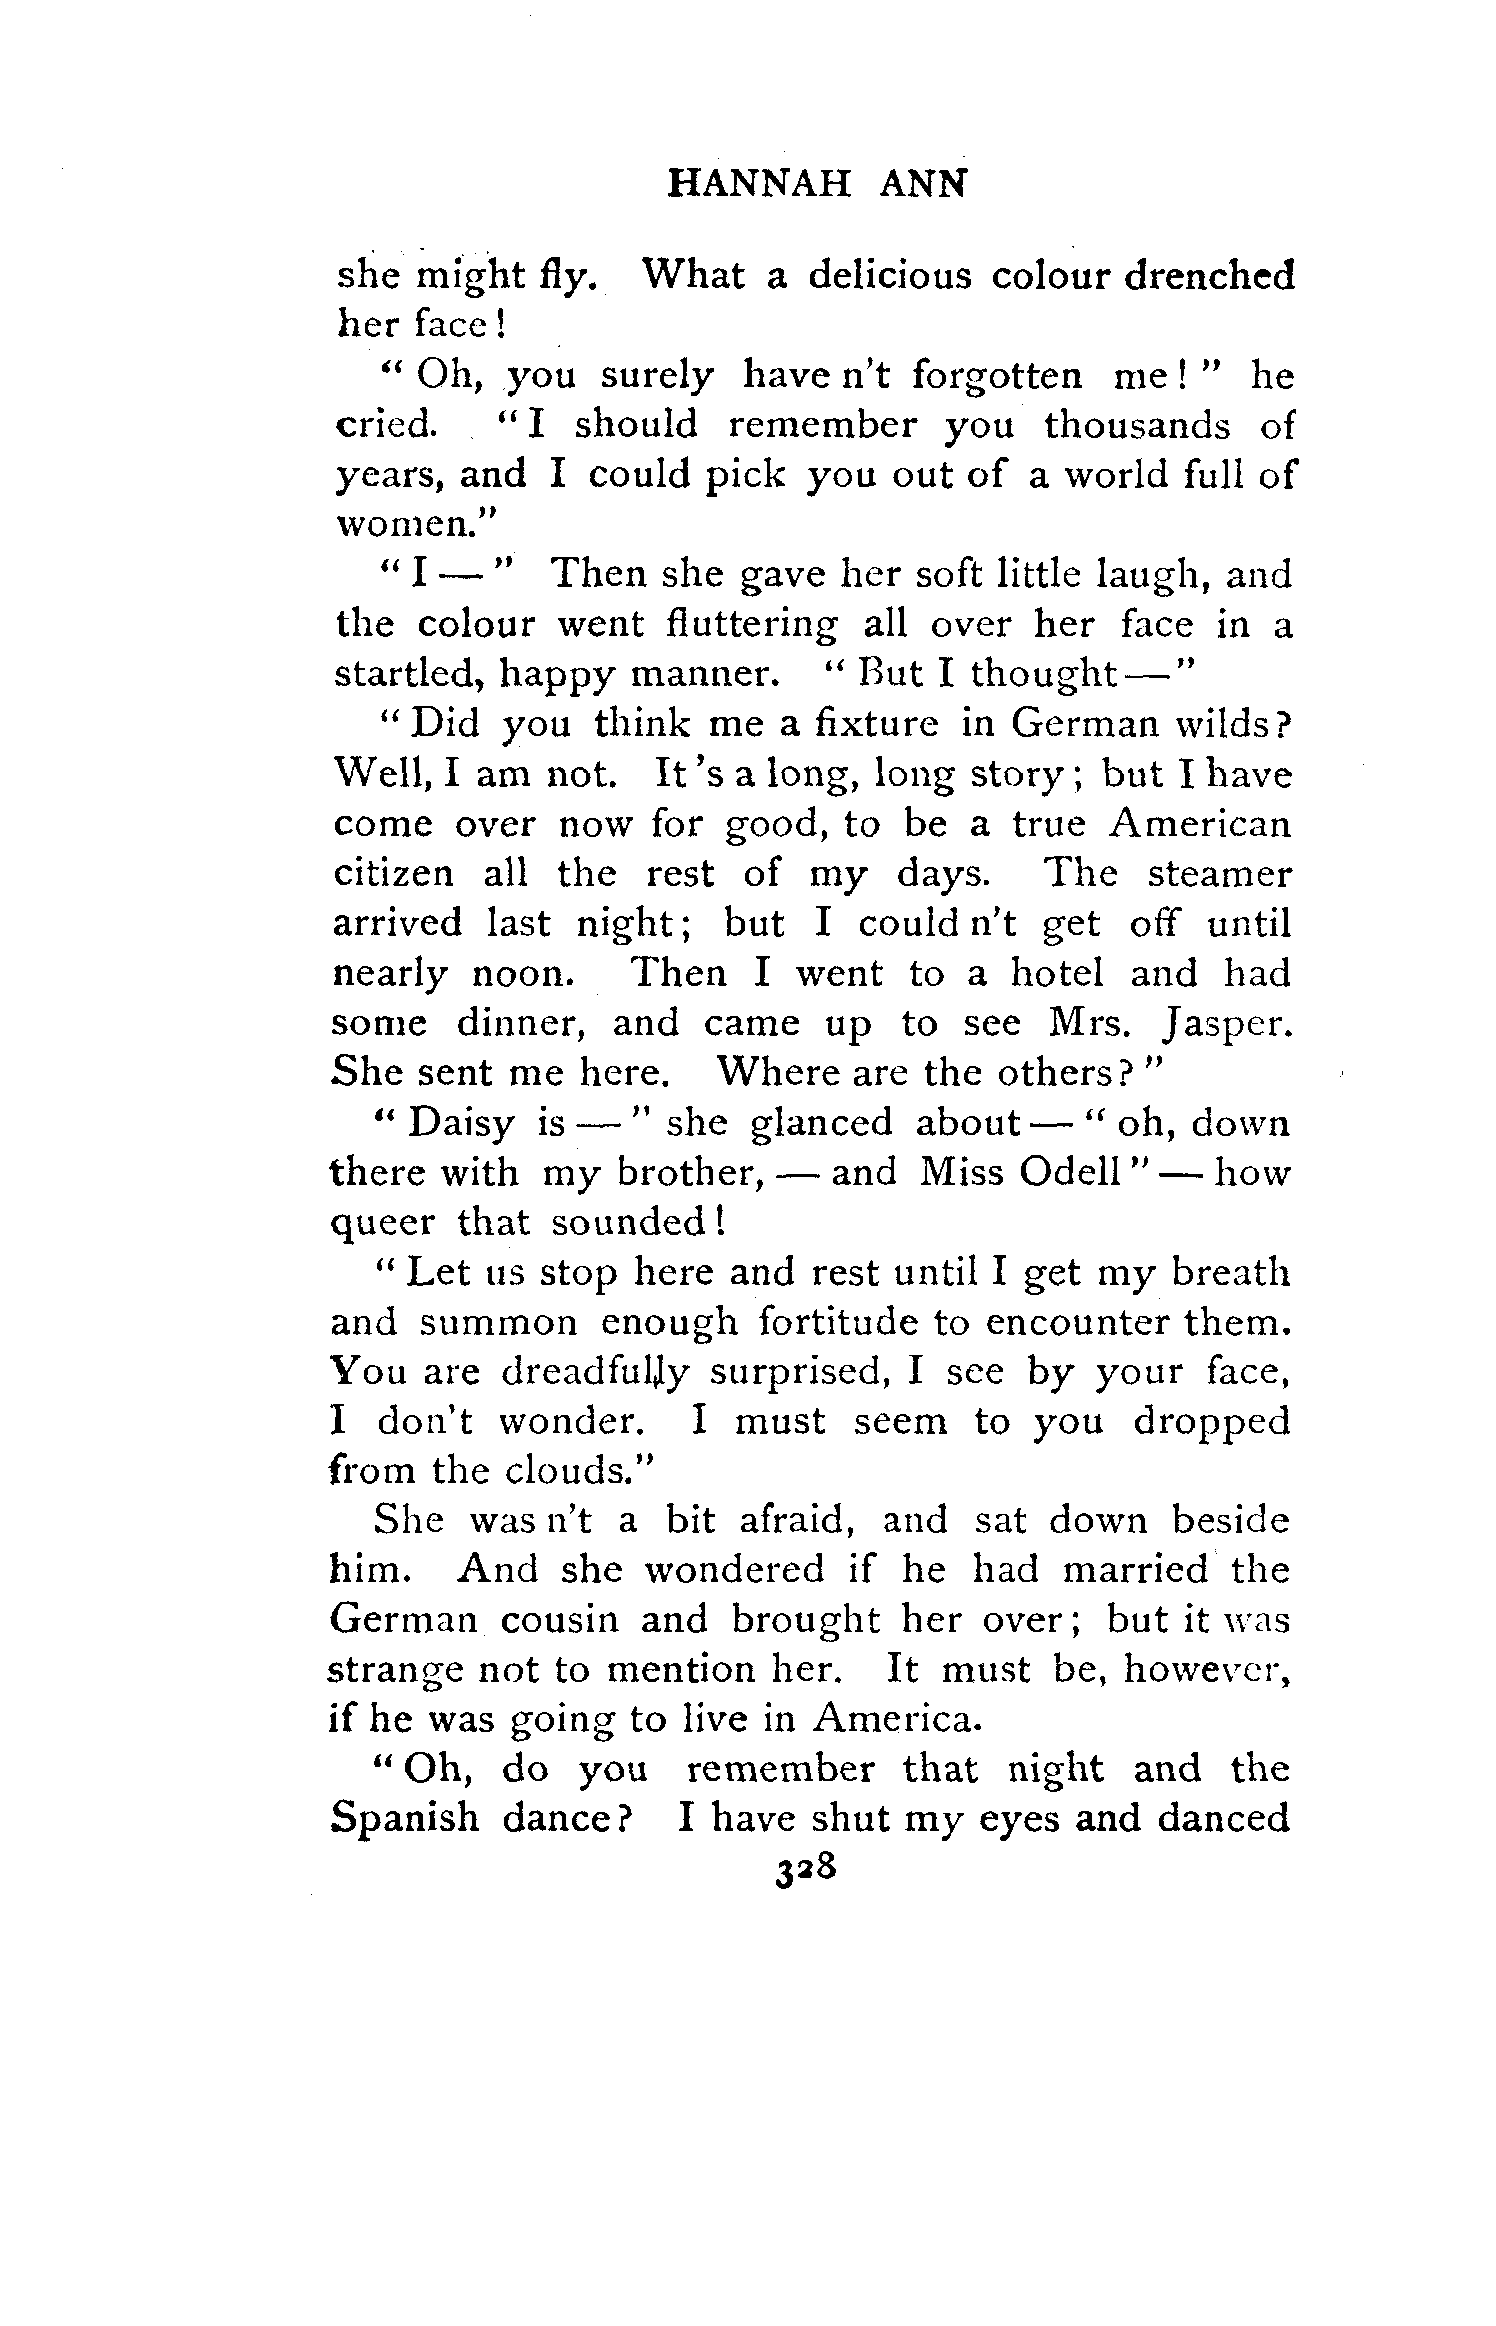 HANNAH ANN
she might fly. What a delicious colour drenched
her face!
" Oh, you surely have n't forgotten me! " he
cried. " I should remember you thousands of
years, and I could pick you out of a world full of
women."
" I — " Then she gave her soft little laugh, and
the colour went fluttering all over her face in a
startled, happy manner. " But I thought — "
" Did you think me a fixture in German wilds?
Well, I am not. It 's a long, long story; but I have
come over now for good, to be a true American
citizen all the rest of my days. The steamer
arrived last night; but I could n't get off until
nearly noon. Then I went to a hotel and had
some dinner, and came up to see Mrs. Jasper.
She sent me here. Where are the others? "
" Daisy is — " she glanced about — " oh, down
there with my brother, — and Miss Odell " — how
queer that sounded!
" Let us stop here and rest until I get my breath
and summon enough fortitude to encounter them.
You are dreadfully surprised, I see by your face,
I don't wonder. I must seem to you dropped
from the clouds."
She was n't a bit afraid, and sat down beside
him. And she wondered if he had married the
German cousin and brought her over; but it was
strange not to mention her. It must be, however,
if he was going to live in America.
" Oh, do you remember that night and the
Spanish dance? I have shut my eyes and danced
328